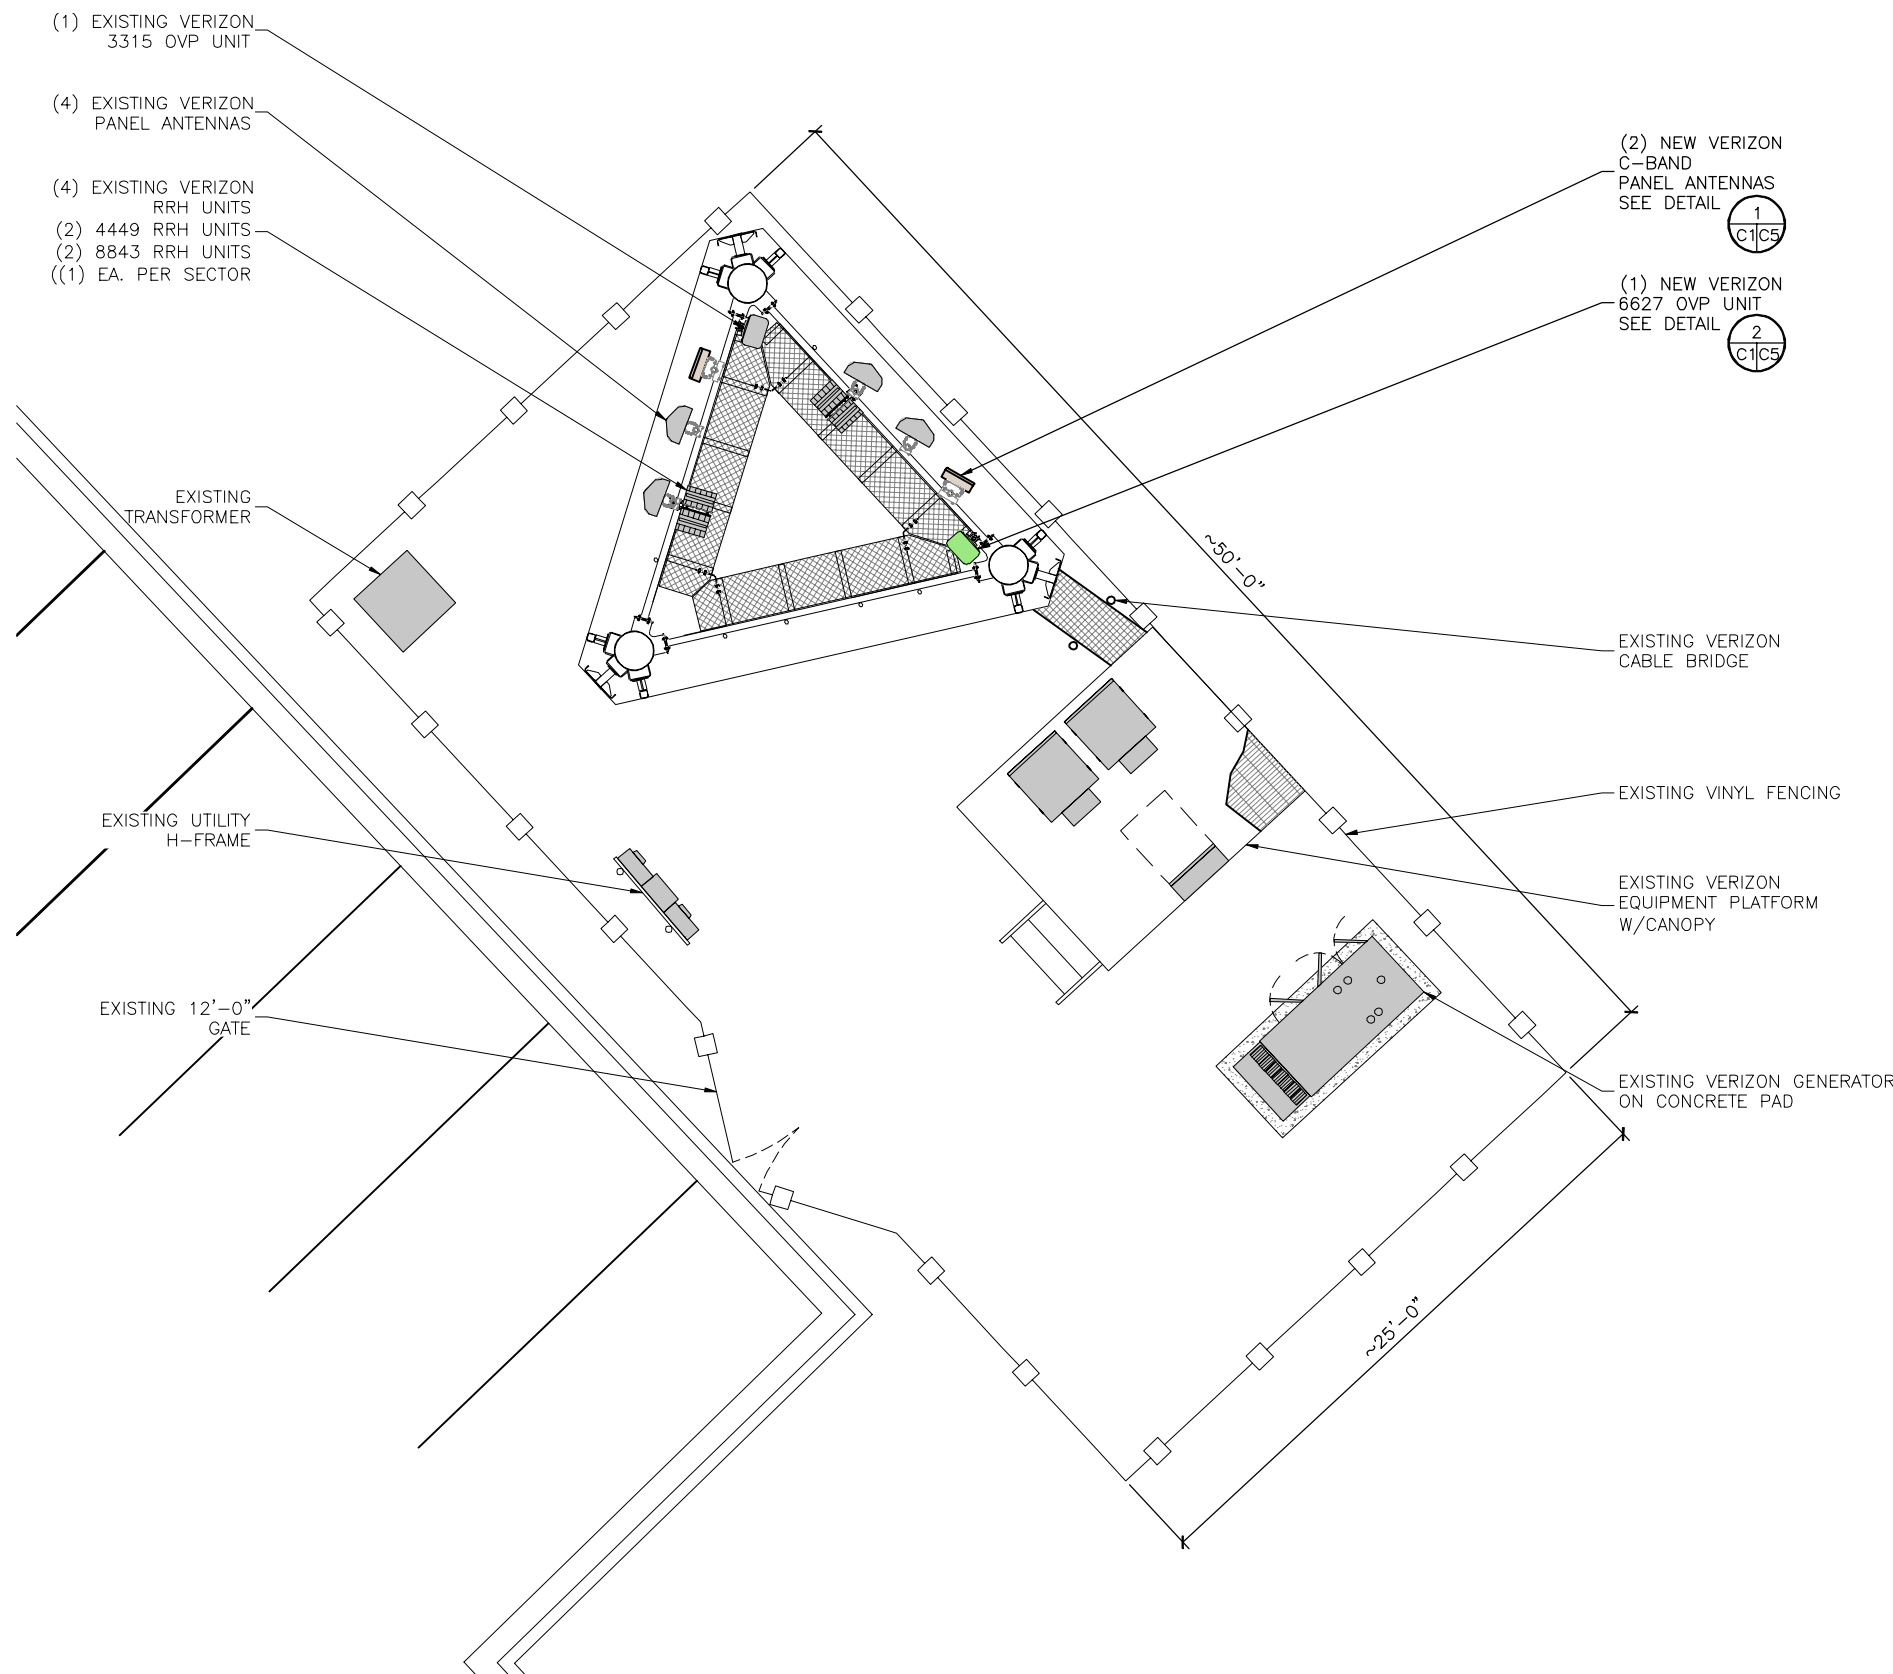 (1) EXISTING VERIZON
3315 OVP UNIT
(4) EXISTING VERIZON
PANEL ANTENNAS
(4) EXISTING VERIZON
RRH UNITS
(2) 4449 RRH UNITS
(2) 8843 RRH UNITS
((1) EA. PER SECTOR
EXISTING
TRANSFORMER
EXISTING UTILITY
H-FRAME
EXISTING 12'-0"
GATE
(2) NEW VERIZON
C-BAND
PANEL ANTENNAS
SEE DETAIL
1
C1 C5
(1) NEW VERIZON
6627 OVP UNIT
SEE DETAIL
2
C1 C5
~50'-0"
EXISTING VERIZON
CABLE BRIDGE
EXISTING VINYL FENCING
EXISTING VERIZON
EQUIPMENT PLATFORM
W/CANOPY
EXISTING VERIZON GENERATOR
ON CONCRETE PAD
~25'-0"